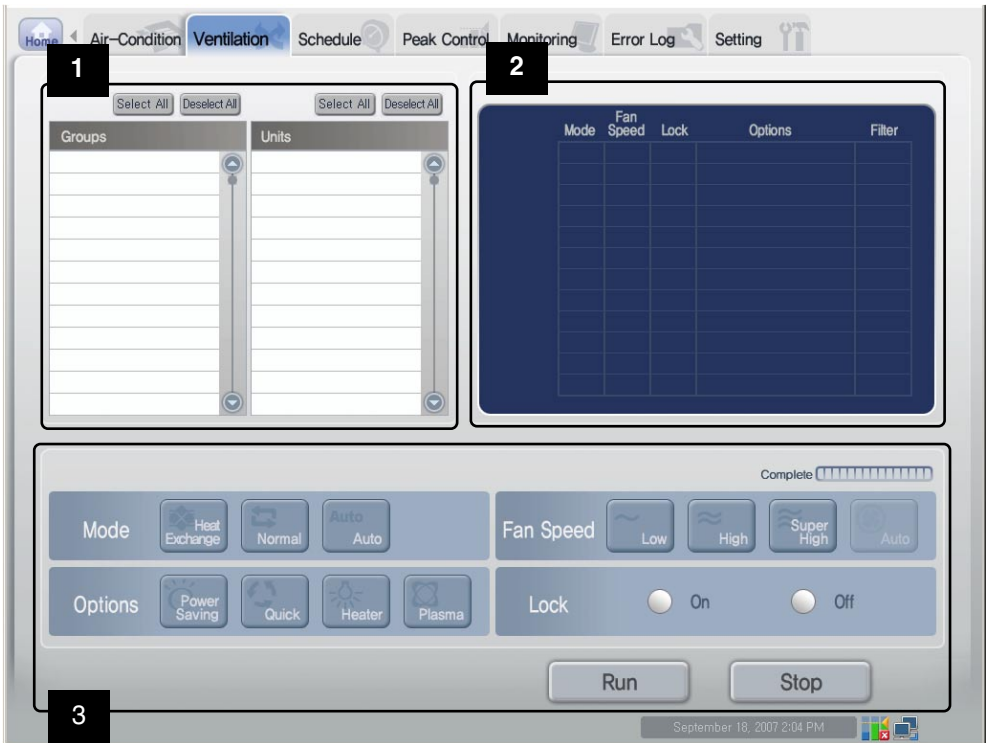 Home Air-Condition Ventilation Schedule Peak Control Monitoring Error Log Setting
1
2
Select All Deselect All Select All Deselect All
Groups Units
Mode Fan Speed Lock Options Filter
Complete
Mode Heat Exchange Normal Auto Auto
Fan Speed Low High Super High Auto
Options Power Saving Quick Heater Plasma
Lock On Off
Run Stop
3
September 18, 2007 2:04 PM